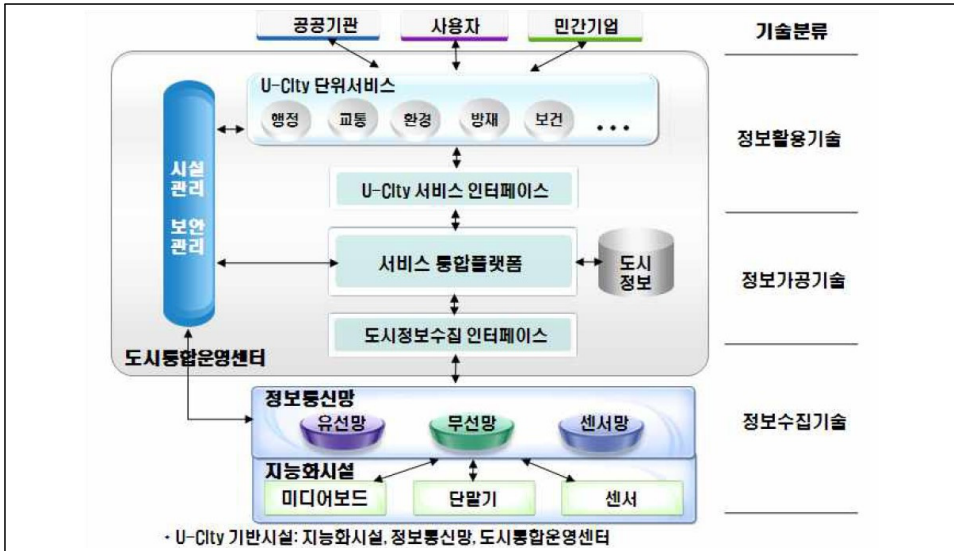 공공기관 사용자 민간기업 기술분류
U-City 단위서비스
행정 교통 환경 방재 보건 ...
정보활용기술
시설
관리
보안
관리
U-City 서비스 인터페이스
서비스 통합플랫폼
도시
정보
정보가공기술
도시정보수집 인터페이스
도시통합운영센터
정보통신망
유선망 무선망 센서망
정보수집기술
지능화시설
미디어보드 단말기 센서
· U-City 기반시설: 지능화시설, 정보통신망, 도시통합운영센터